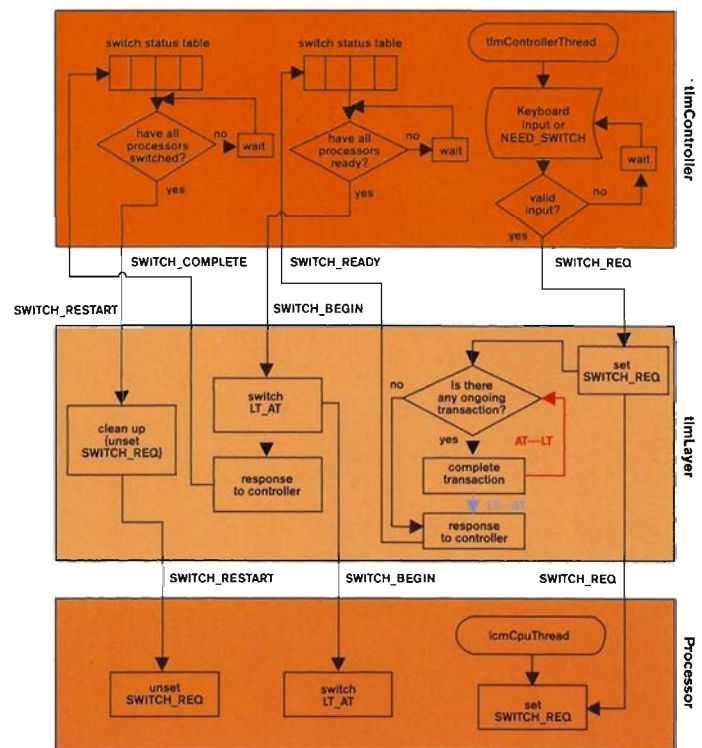 switch status table
switch status table
tlmControllerThread
Keyboard
input or
NEED_SWITCH
have all
processors
switched?
no
wait
have all
processors
ready?
no
wait
wait
valid
input?
no
yes
yes
yes
tlmController
SWITCH_COMPLETE
SWITCH_READY
SWITCH_REQ
SWITCH_RESTART
SWITCH_BEGIN
set
SWITCH_REQ
Is there
any ongoing
transaction?
no
yes
AT---LT
switch
LT_AT
clean up
{unset
SWITCH_REQ}
response
to controller
complete
transaction
LT---AT
response
to controller
tlmLayer
SWITCH_RESTART
SWITCH_BEGIN
SWITCH_REQ
lcmCpuThread
unset
SWITCH_REQ
switch
LT_AT
set
SWITCH_REQ
Processor